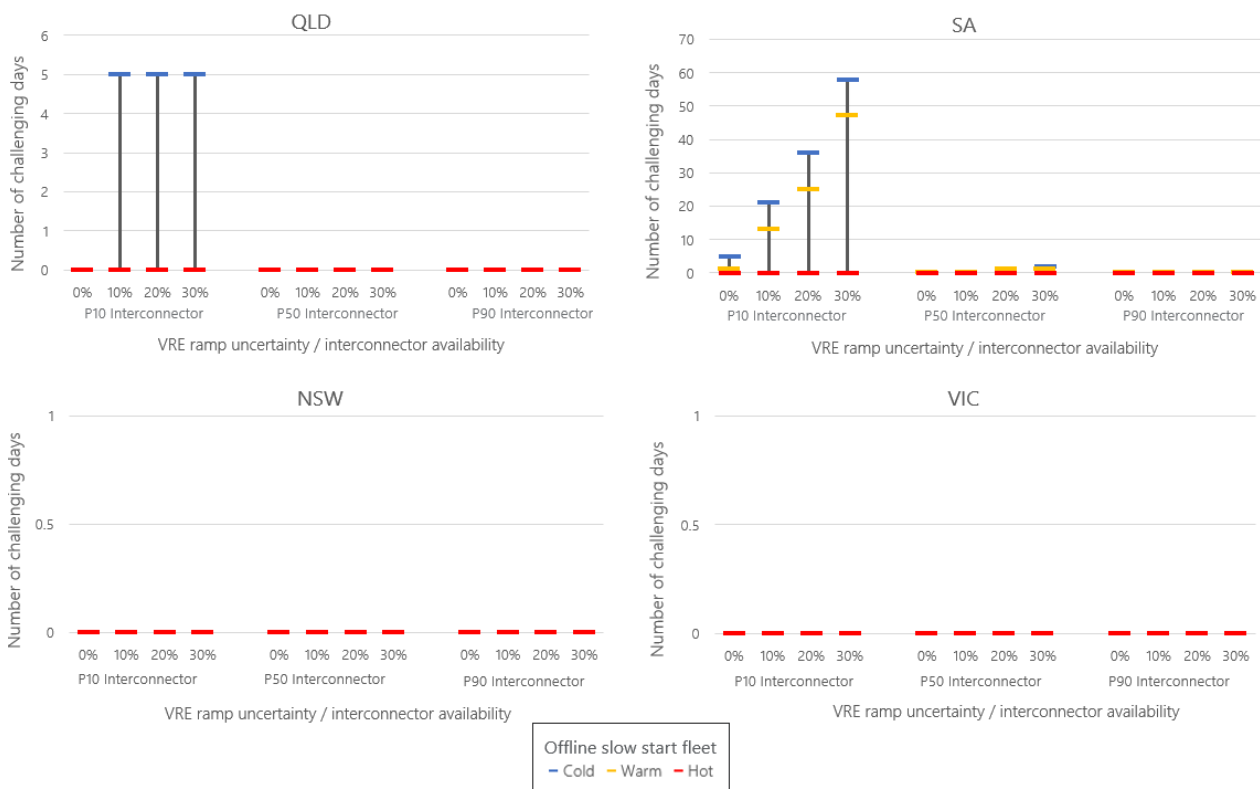 QLD
Number of challenging days
6
5
4
3
2
1
0
0% 10% 20% 30% 0% 10% 20% 30% 0% 10% 20% 30%
P10 Interconnector P50 Interconnector P90 Interconnector
VRE ramp uncertainty / interconnector availability
SA
Number of challenging days
70
60
50
40
30
20
10
0
0% 10% 20% 30% 0% 10% 20% 30% 0% 10% 20% 30%
P10 Interconnector P50 Interconnector P90 Interconnector
VRE ramp uncertainty / interconnector availability
NSW
Number of challenging days
1
0.5
0
0% 10% 20% 30% 0% 10% 20% 30% 0% 10% 20% 30%
P10 Interconnector P50 Interconnector P90 Interconnector
VRE ramp uncertainty / interconnector availability
VIC
Number of challenging days
1
0.5
0
0% 10% 20% 30% 0% 10% 20% 30% 0% 10% 20% 30%
P10 Interconnector P50 Interconnector P90 Interconnector
VRE ramp uncertainty / interconnector availability
Offline slow start fleet
Cold Warm Hot